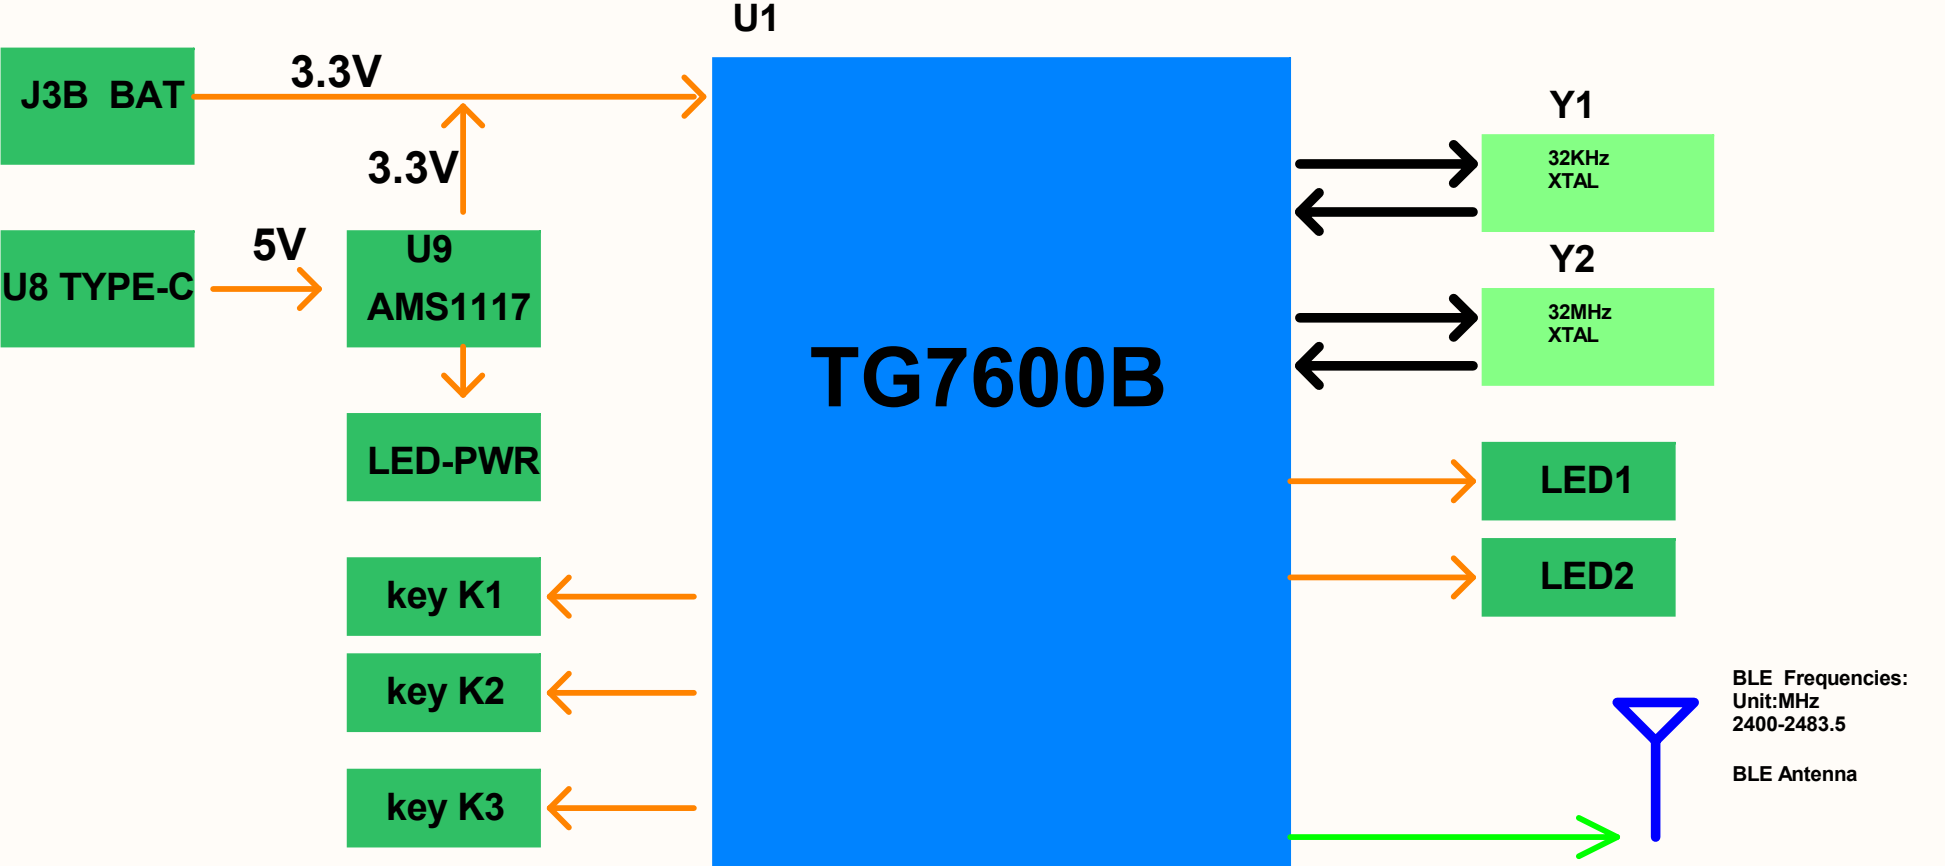 U1
J3B  BAT
3.3V
3.3V
U8 TYPE-C
5V
U9
AMS1117
LED-PWR
key K1
key K2
key K3
TG7600B
Y1
32KHz
XTAL
Y2
32MHz
XTAL
LED1
LED2
BLE  Frequencies:
Unit:MHz
2400-2483.5
BLE Antenna